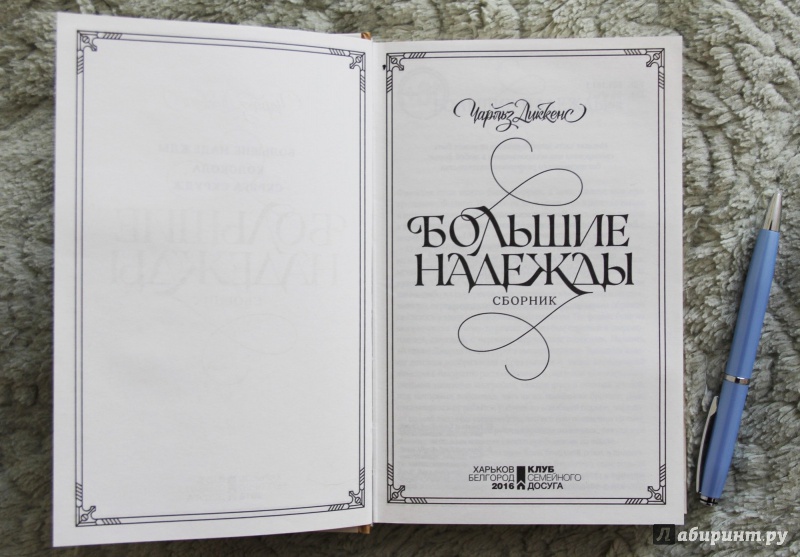 Чарльз Диккенс
БОЛЬШИЕ
НАДЕЖДЫ
СБОРНИК
ХАРЬКОВ
БЕЛГОРОД
2016
КЛУБ
СЕМЕЙНОГО
ДОСУГА
Лабиринт.ру